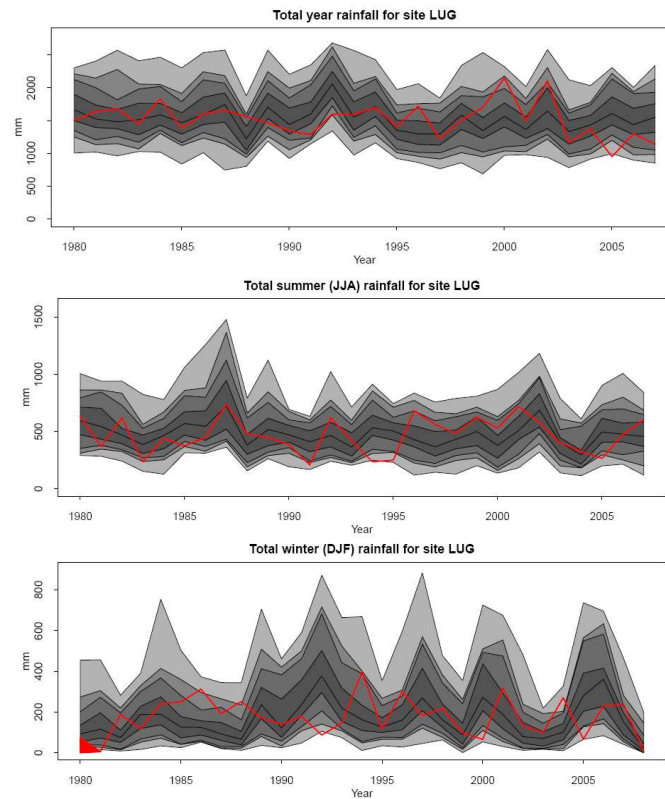 Total year rainfall for site LUG
mm
2000
1500
1000
500
0
1980 1985 1990 1995 2000 2005
Year
Total summer (JJA) rainfall for site LUG
mm
1500
1000
500
0
1980 1985 1990 1995 2000 2005
Year
Total winter (DJF) rainfall for site LUG
mm
800
600
400
200
0
1980 1985 1990 1995 2000 2005
Year